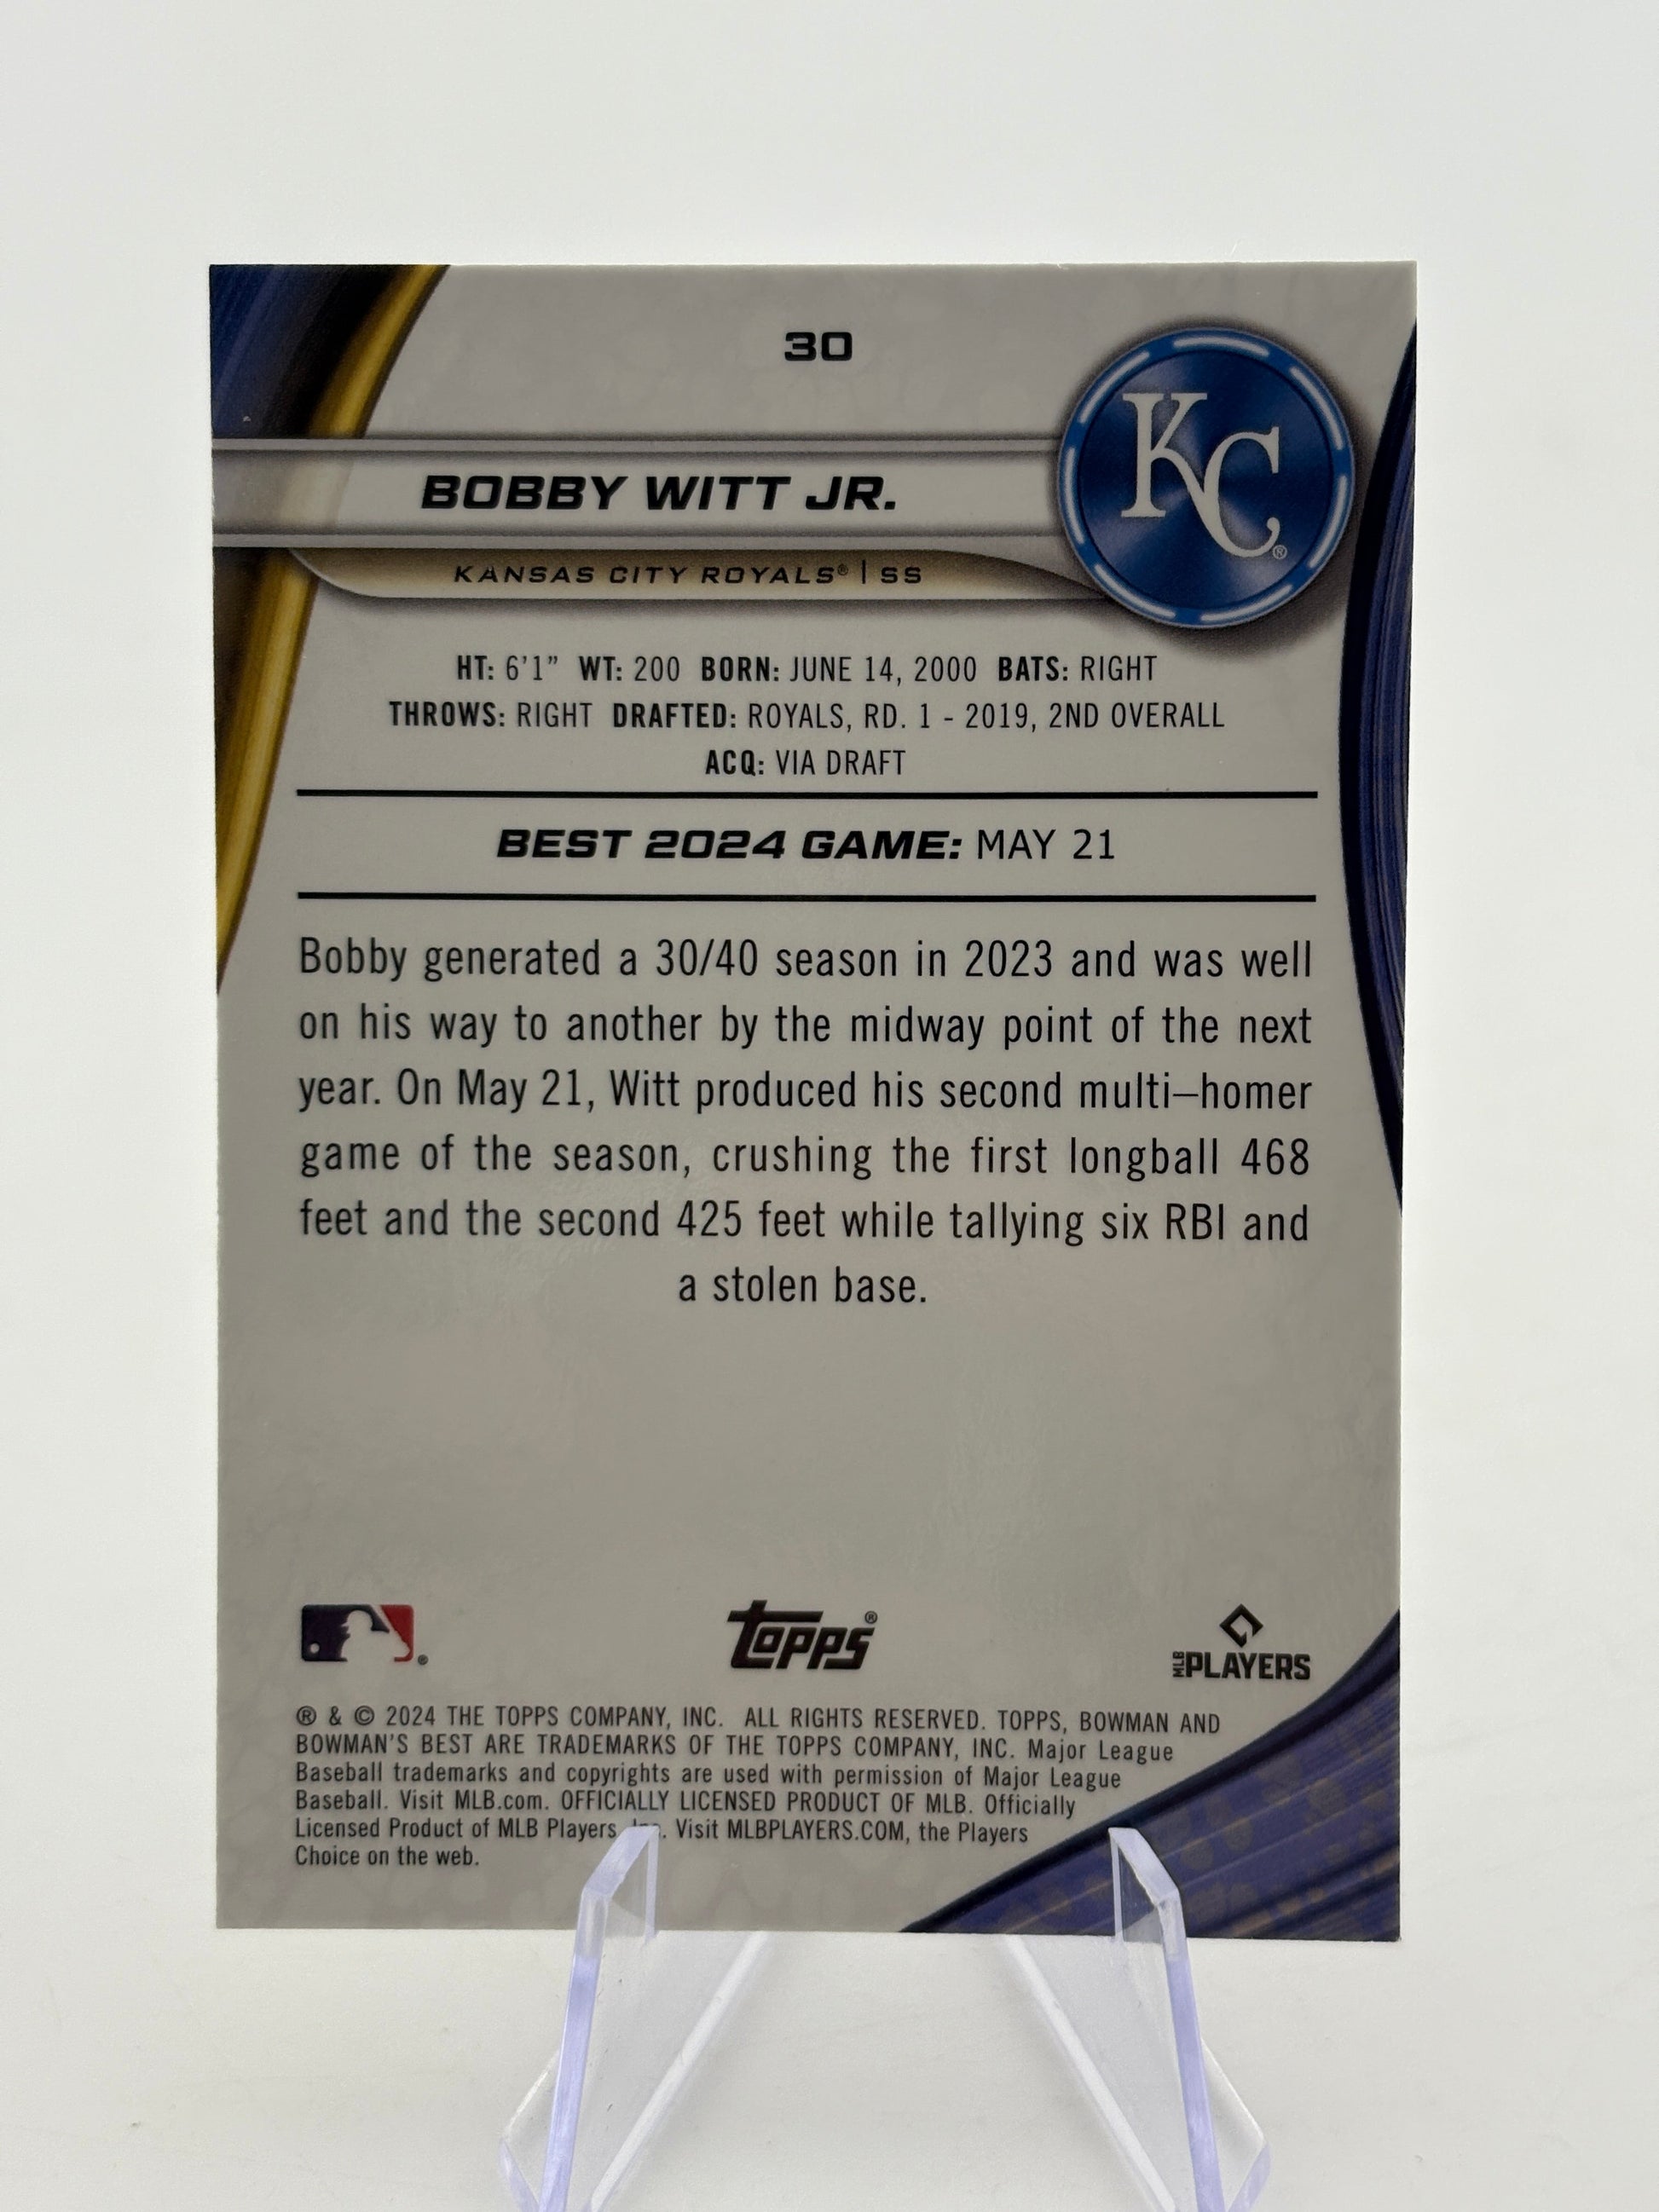 30
KC®
BOBBY WITT JR.
KANSAS CITY ROYALS® | SS
HT: 6'1” WT: 200 BORN: JUNE 14, 2000 BATS: RIGHT
THROWS: RIGHT DRAFTED: ROYALS, RD. 1 - 2019, 2ND OVERALL
ACQ: VIA DRAFT
BEST 2024 GAME: MAY 21
Bobby generated a 30/40 season in 2023 and was well
on his way to another by the midway point of the next
year. On May 21, Witt produced his second multi–homer
game of the season, crushing the first longball 468
feet and the second 425 feet while tallying six RBI and
a stolen base.
®
topps®
MLB PLAYERS
® & © 2024 THE TOPPS COMPANY, INC. ALL RIGHTS RESERVED. TOPPS, BOWMAN AND
BOWMAN'S BEST ARE TRADEMARKS OF THE TOPPS COMPANY, INC. Major League
Baseball trademarks and copyrights are used with permission of Major League
Baseball. Visit MLB.com. OFFICIALLY LICENSED PRODUCT OF MLB. Officially
Licensed Product of MLB Players, Visit MLBPLAYERS.COM, the Players
Choice on the web.